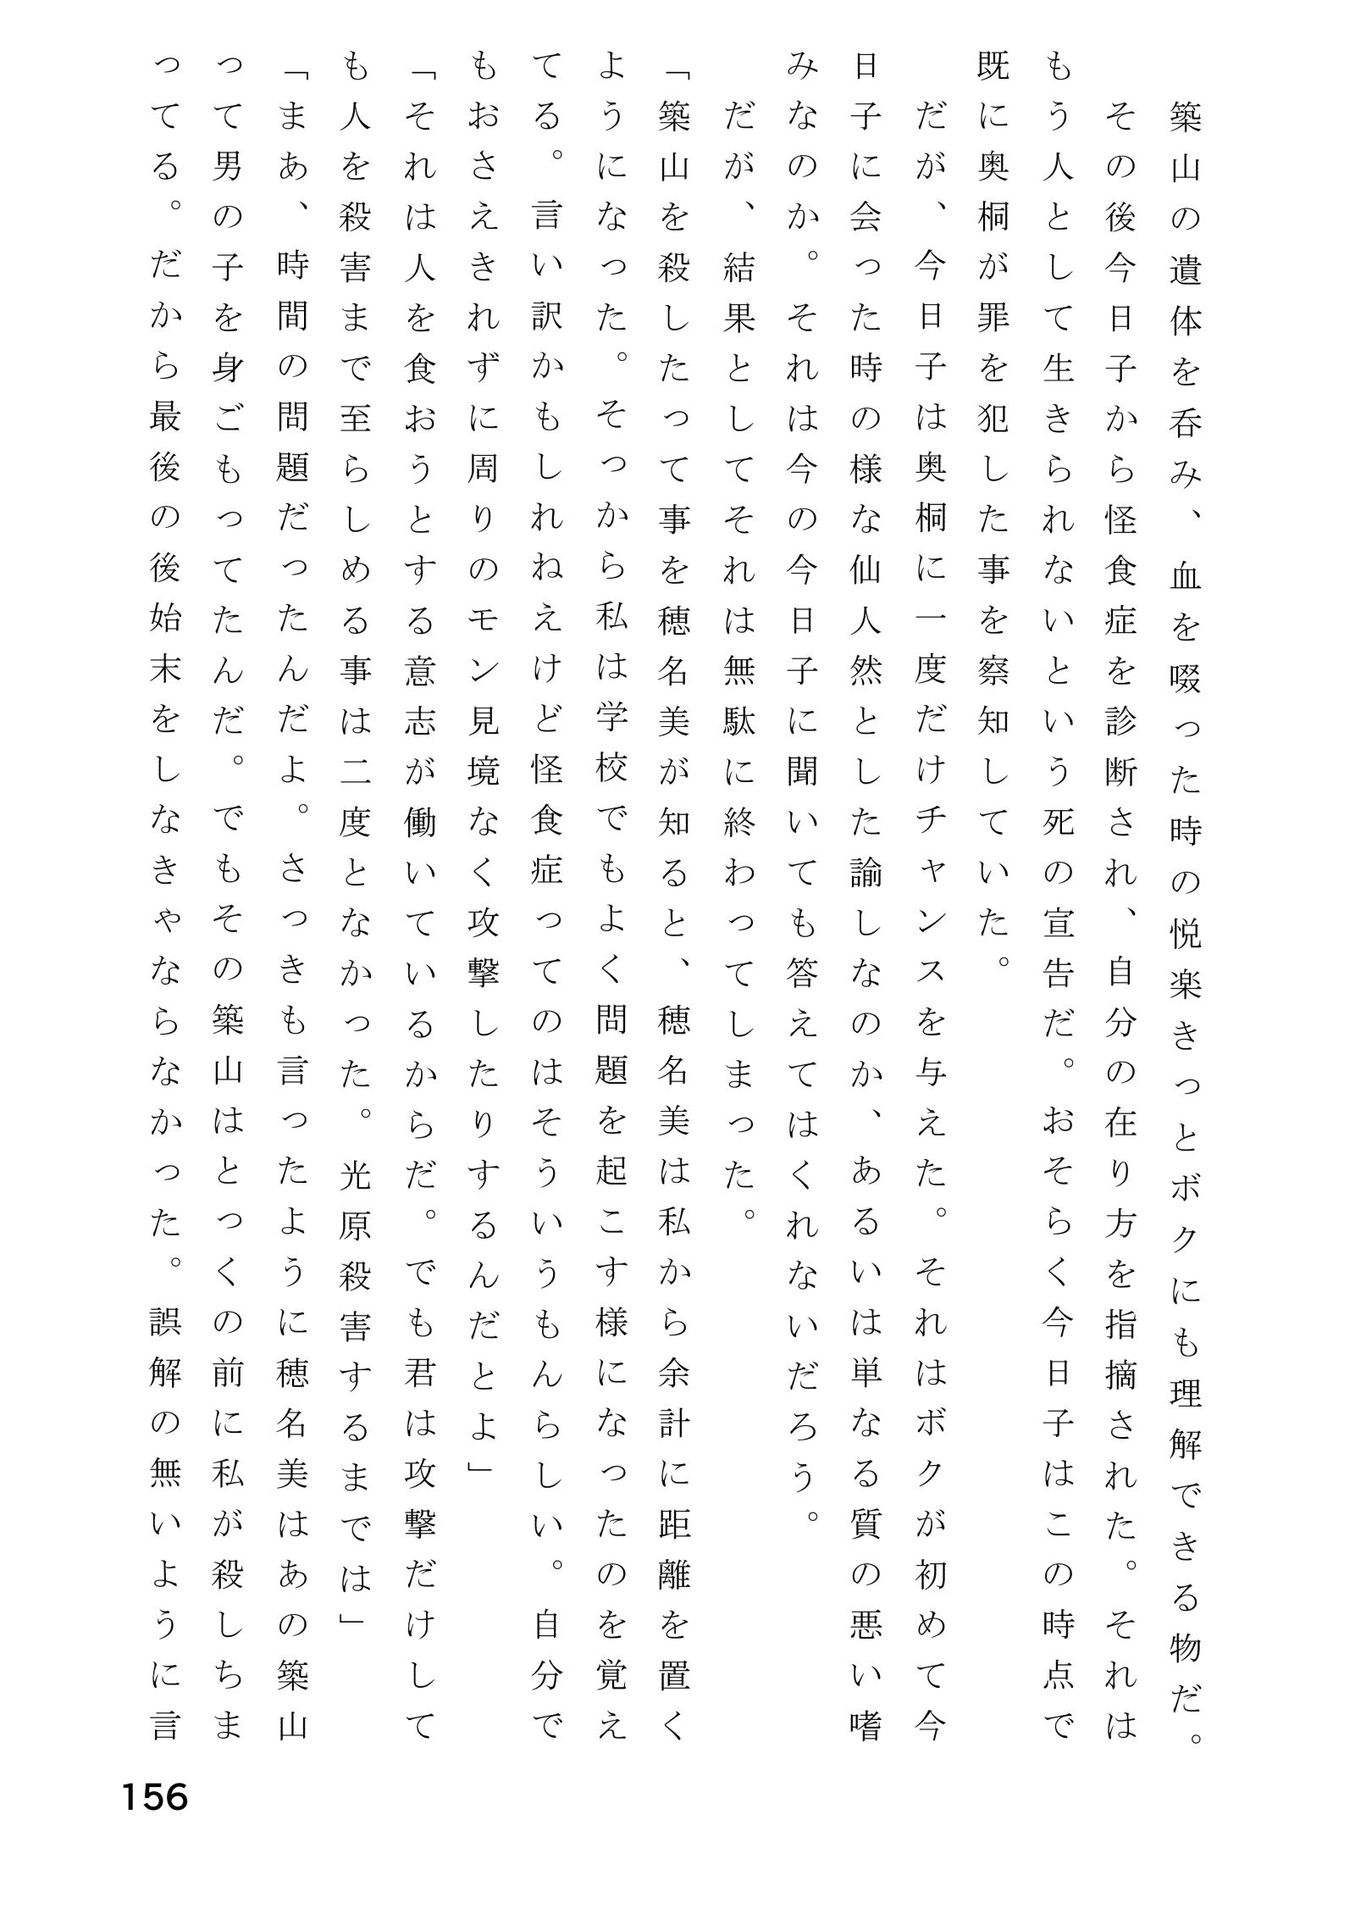 築山の遺体を呑み、血を啜った時の悦楽きっとボクにも理解できる物だ。
　その後今日子から怪食症を診断され、自分の在り方を指摘された。それは
もう人として生きられないという死の宣告だ。おそらく今日子はこの時点で
既に奥桐が罪を犯した事を察知していた。
　だが、今日子は奥桐に一度だけチャンスを与えた。それはボクが初めて今
日子に会った時の様な仙人然とした諭しなのか、あるいは単なる質の悪い嗜
みなのか。それは今の今日子に聞いても答えてはくれないだろう。
　だが、結果としてそれは無駄に終わってしまった。
「築山を殺したって事を穂名美が知ると、穂名美は私から余計に距離を置く
ようになった。そっから私は学校でもよく問題を起こす様になったのを覚え
てる。言い訳かもしれねえけど怪食症ってのはそういうもんらしい。自分で
もおさえきれずに周りのモン見境なく攻撃したりするんだとよ」
「それは人を食おうとする意志が働いているからだ。でも君は攻撃だけして
も人を殺害まで至らしめる事は二度となかった。光原殺害するまでは」
「まあ、時間の問題だったんだよ。さっきも言ったように穂名美はあの築山
って男の子を身ごもってたんだ。でもその築山はとっくの前に私が殺しちま
ってる。だから最後の後始末をしなきゃならなかった。誤解の無いように言
156